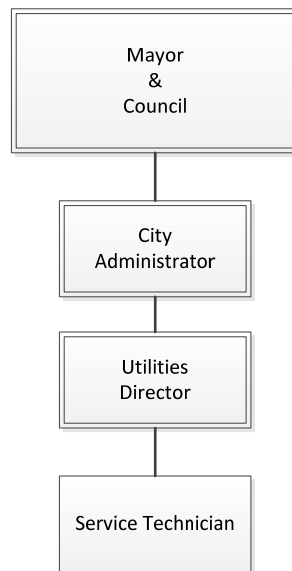 Mayor
&
Council
City
Administrator
Utilities
Director
Service Technician